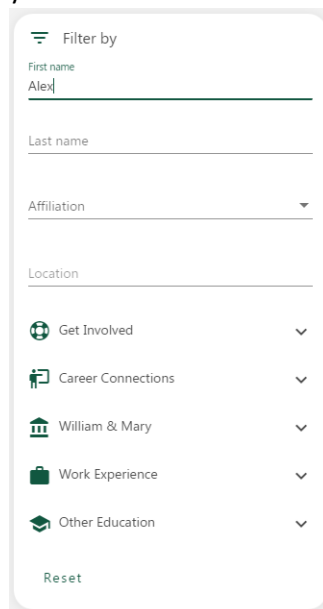 Filter by
First name
Alex
Last name
Affiliation
Location
Get Involved
Career Connections
William & Mary
Work Experience
Other Education
Reset